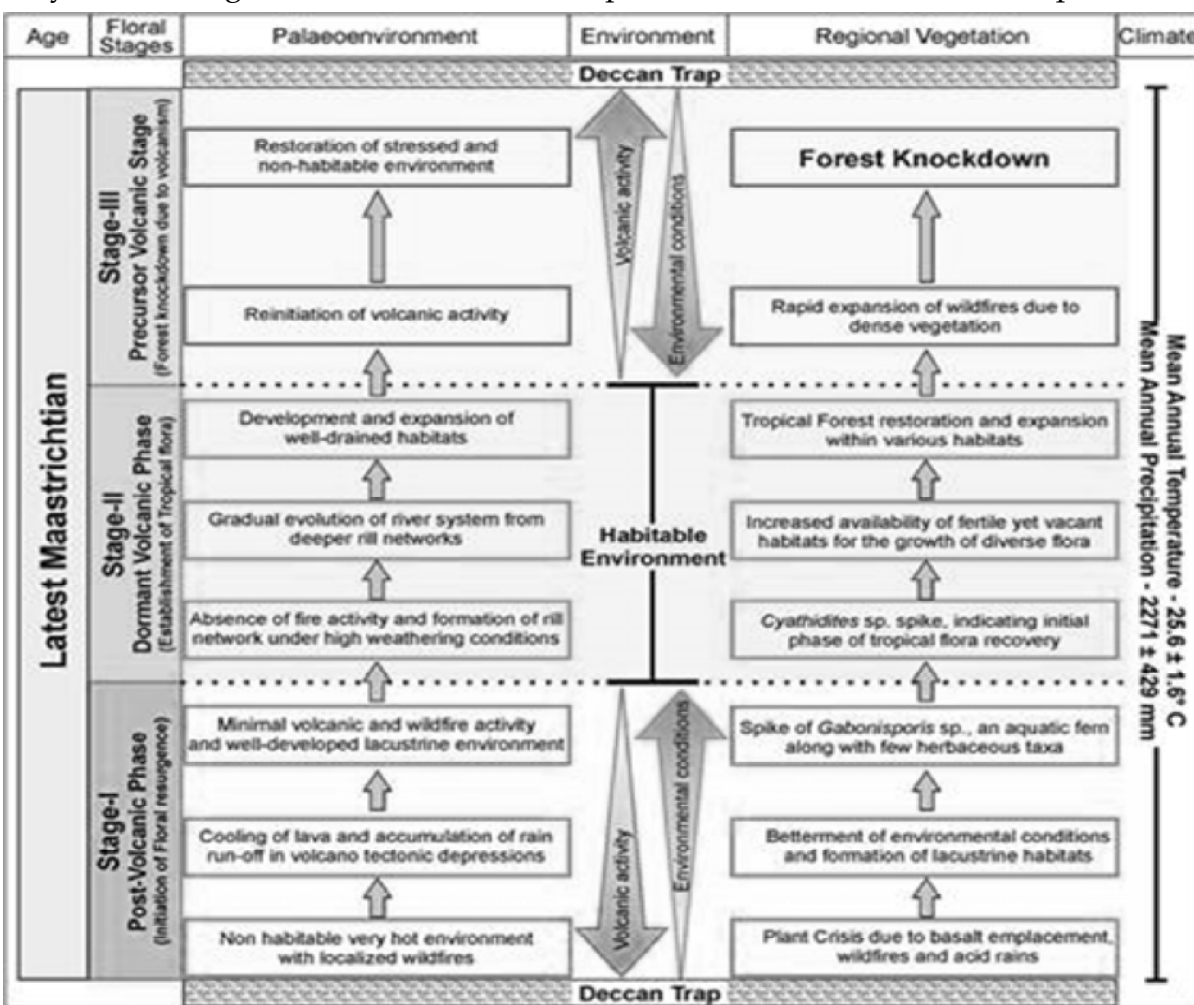 Age
Floral
Stages
Palaeoenvironment
Environment
Regional Vegetation
Climate
Deccan Trap
Latest Maastrichtian
Stage-III
Precursor Volcanic Stage
(Forest knockdown due to volcanism)
Restoration of stressed and
non-habitable environment
Reinitiation of volcanic activity
Volcanic activity
Environmental conditions
Forest Knockdown
Rapid expansion of wildfires due to
dense vegetation
Stage-II
Dormant Volcanic Phase
(Establishment of Tropical flora)
Development and expansion of
well-drained habitats
Gradual evolution of river system from
deeper rill networks
Absence of fire activity and formation of rill
network under high weathering conditions
Habitable
Environment
Tropical Forest restoration and expansion
within various habitats
Increased availability of fertile yet vacant
habitats for the growth of diverse flora
Cyathidites sp. spike, indicating initial
phase of tropical flora recovery
Stage-I
Post-Volcanic Phase
(Initiation of Floral resurgence)
Minimal volcanic and wildfire activity
and well-developed lacustrine environment
Cooling of lava and accumulation of rain
run-off in volcano tectonic depressions
Non habitable very hot environment
with localized wildfires
Volcanic activity
Environmental conditions
Spike of Gabonisporis sp., an aquatic fern
along with few herbaceous taxa
Betterment of environmental conditions
and formation of lacustrine habitats
Plant Crisis due to basalt emplacement,
wildfires and acid rains
Mean Annual Temperature - 25.6 ± 1.6° C
Mean Annual Precipitation - 2271 ± 429 mm
Deccan Trap